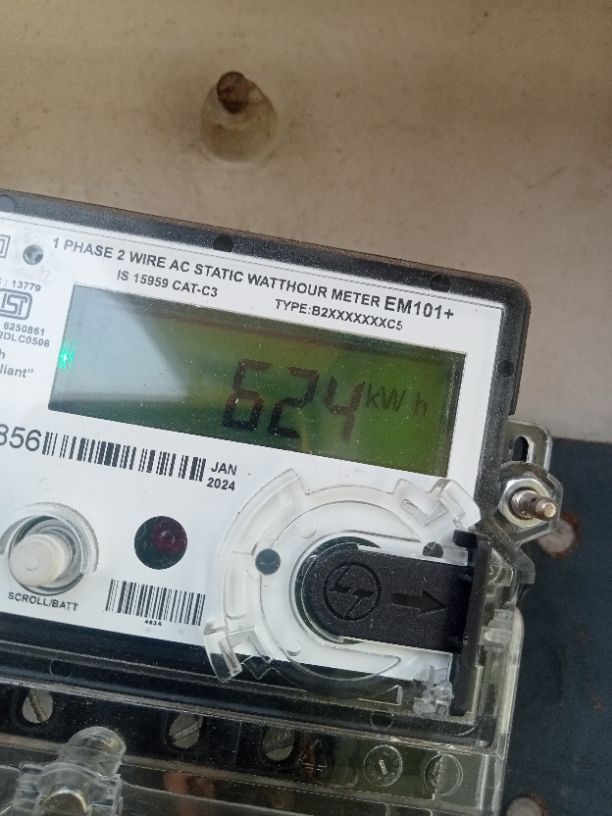 1 PHASE 2 WIRE AC STATIC WATTHOUR METER EM101+
: 13779
IS 15959 CAT-C3
TYPE:B2XXXXXXXC5
6250861
2DLC0506
h
liant"
624 kWh
856
JAN
2024
SCROLL/BATT